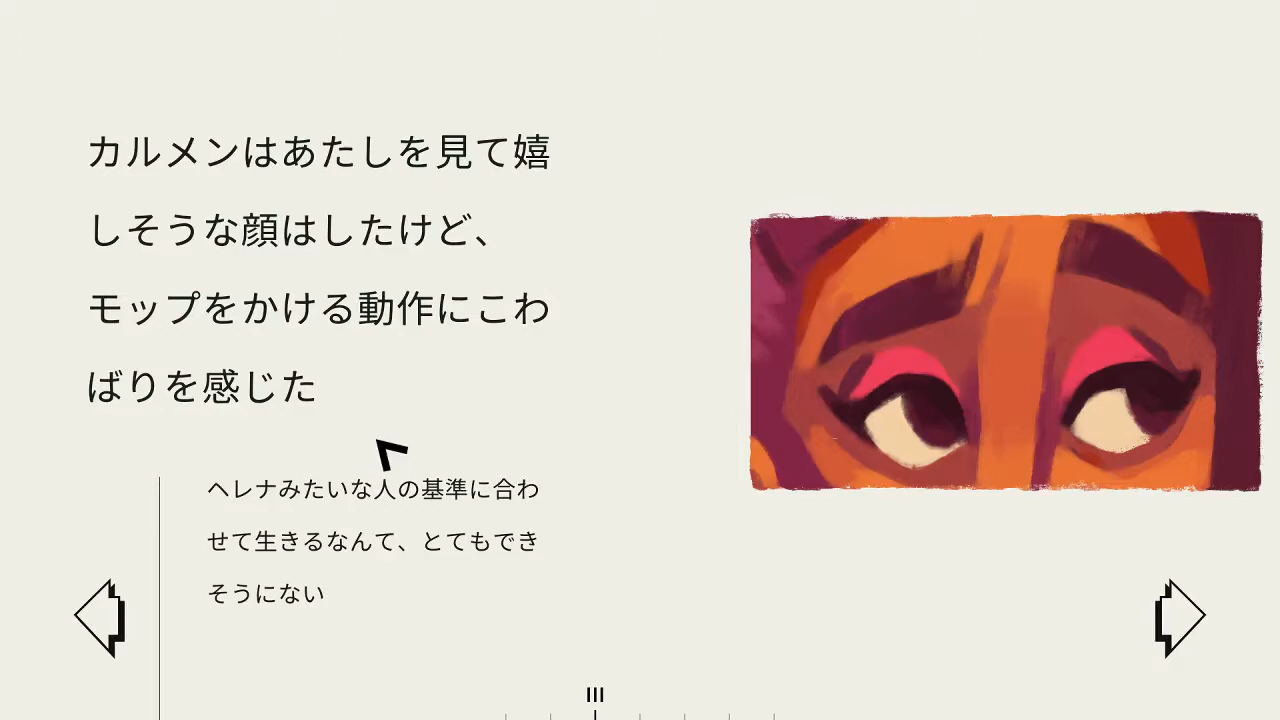 カルメンはあたしを見て嬉
しそうな顔はしたけど、
モップをかける動作にこわ
ばりを感じた
ヘレナみたいな人の基準に合わ
せて生きるなんて、とてもでき
そうにない
III